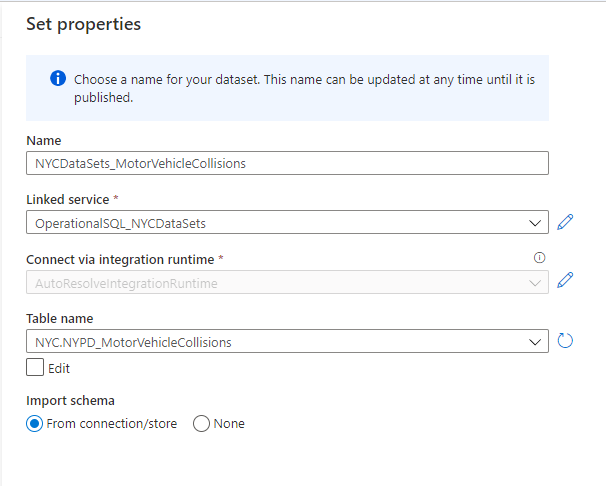 Set properties
Choose a name for your dataset. This name can be updated at any time until it is
published.
Name
NYCDataSets_MotorVehicleCollisions
Linked service *
OperationalSQL_NYCDataSets
Connect via integration runtime *
AutoResolveIntegrationRuntime
Table name
NYC.NYPD_MotorVehicleCollisions
Edit
Import schema
From connection/store None